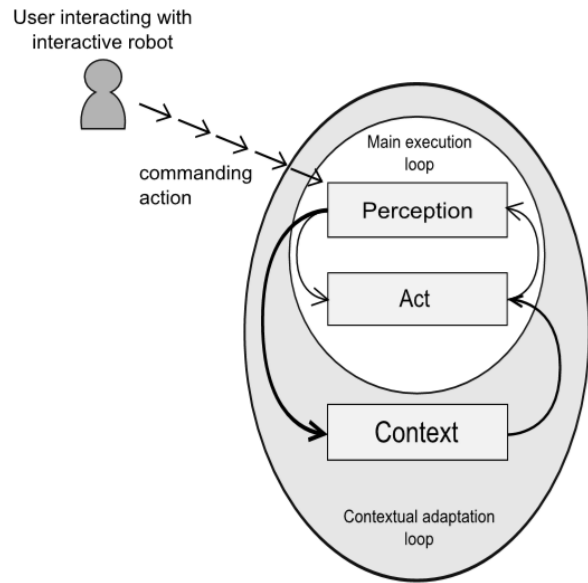 User interacting with
interactive robot
commanding
action
Main execution
loop
Perception
Act
Context
Contextual adaptation
loop